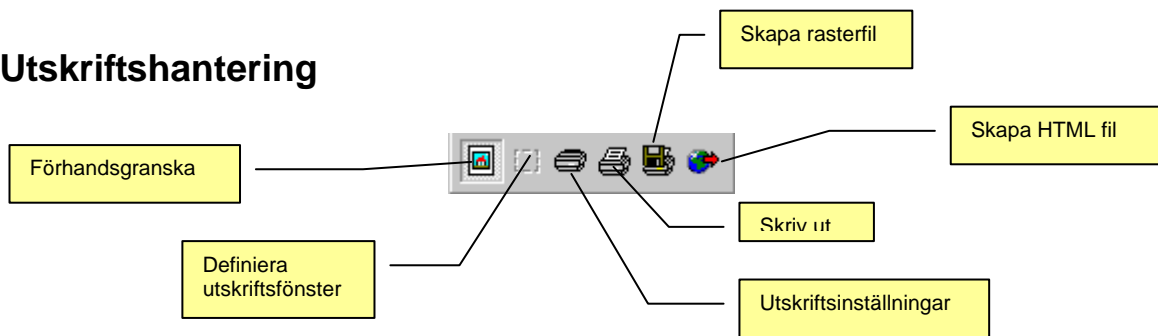 Utskriftshantering
Skapa rasterfil
Skapa HTML fil
Förhandsgranska
Skriv ut
Definiera
utskriftsfönster
Utskriftsinställningar